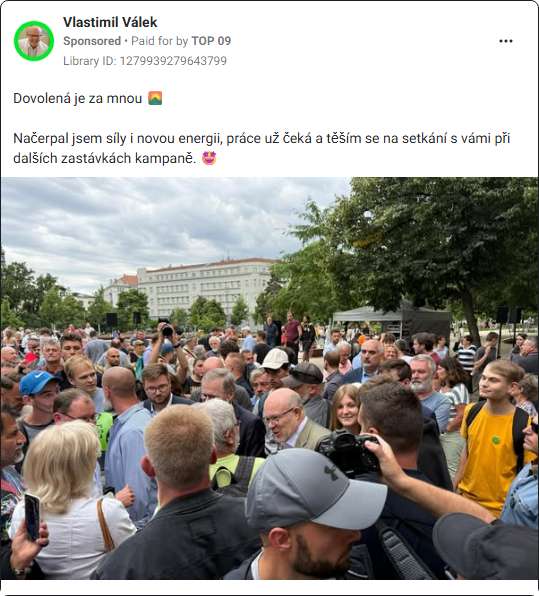 Vlastimil Válek
Sponsored • Paid for by TOP 09
Library ID: 1279939279643799
Dovolená je za mnou 🌄
Načerpal jsem síly i novou energii, práce už čeká a těším se na setkání s vámi při
dalších zastávkách kampaně. 🤩